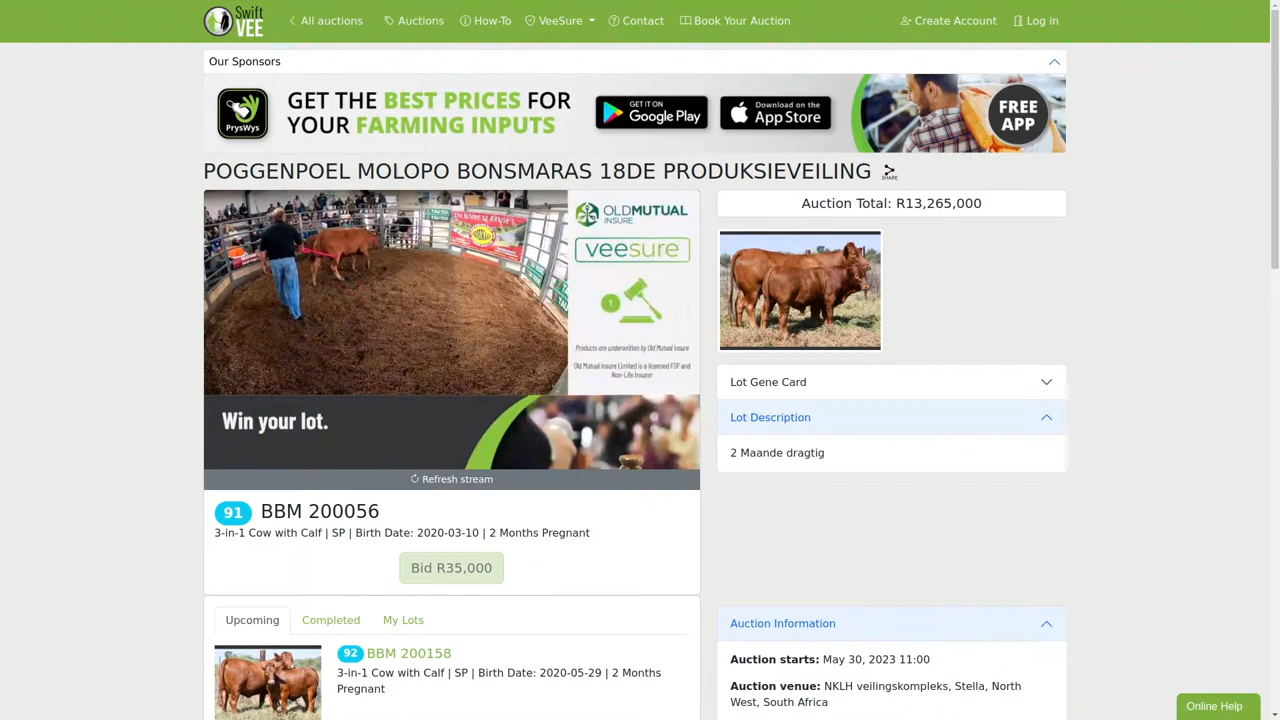 Swift VEE
All auctions
Auctions
How-To
VeeSure
Contact
Book Your Auction
Create Account
Log in
Our Sponsors
PrysWys
GET THE BEST PRICES FOR
YOUR FARMING INPUTS
GET IT ON
Google Play
Download on the
App Store
FREE
APP
POGGENPOEL MOLOPO BONSMARAS 18DE PRODUKSIEVEILING
SHARE
OLDMUTUAL
INSURE
veesure
Products are underwritten by Old Mutual Insure
Old Mutual Insure Limited is a licensed FSP and
Non-Life Insurer
Win your lot.
Refresh stream
91 BBM 200056
3-in-1 Cow with Calf | SP | Birth Date: 2020-03-10 | 2 Months Pregnant
Bid R35,000
Upcoming
Completed
My Lots
92 BBM 200158
3-in-1 Cow with Calf | SP | Birth Date: 2020-05-29 | 2 Months
Pregnant
Auction Total: R13,265,000
Lot Gene Card
Lot Description
2 Maande dragtig
Auction Information
Auction starts: May 30, 2023 11:00
Auction venue: NKLH veilingskompleks, Stella, North
West, South Africa
Online Help